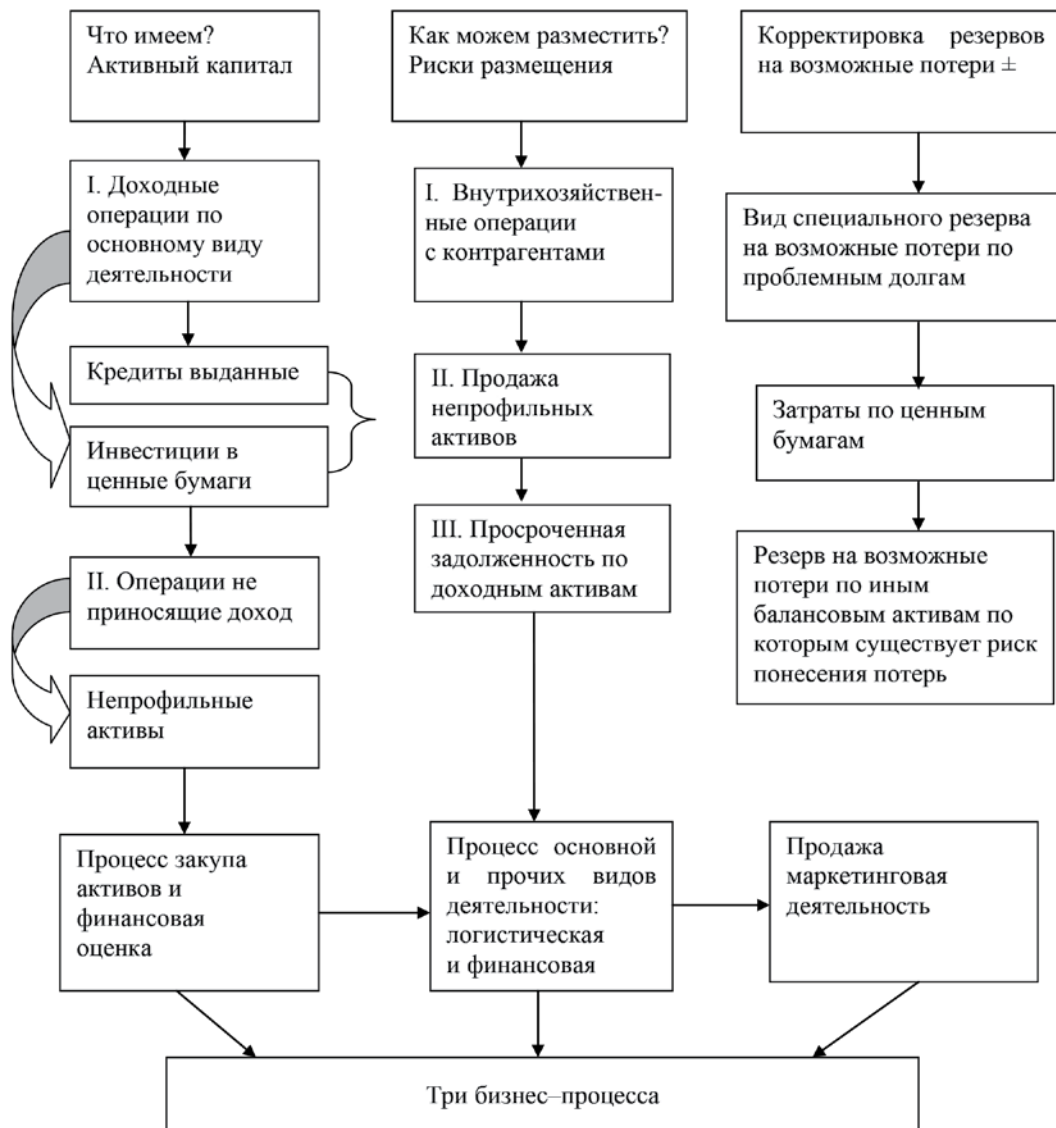 Что имеем?
Активный капитал
Как можем разместить?
Риски размещения
Корректировка резервов
на возможные потери ±
I. Доходные
операции по
основному виду
деятельности
Кредиты выданные
Инвестиции в
ценные бумаги
II. Операции не
приносящие доход
Непрофильные
активы
I. Внутрихозяйствен-
ные операции
с контрагентами
II. Продажа
непрофильных
активов
III. Просроченная
задолженность по
доходным активам
Вид специального резерва
на возможные потери по
проблемным долгам
Затраты по ценным
бумагам
Резерв на возможные
потери по иным
балансовым активам по
которым существует риск
понесения потерь
Процесс закупа
активов и
финансовая
оценка
Процесс основной
и прочих видов
деятельности:
логистическая
и финансовая
Продажа
маркетинговая
деятельность
Три бизнес–процесса